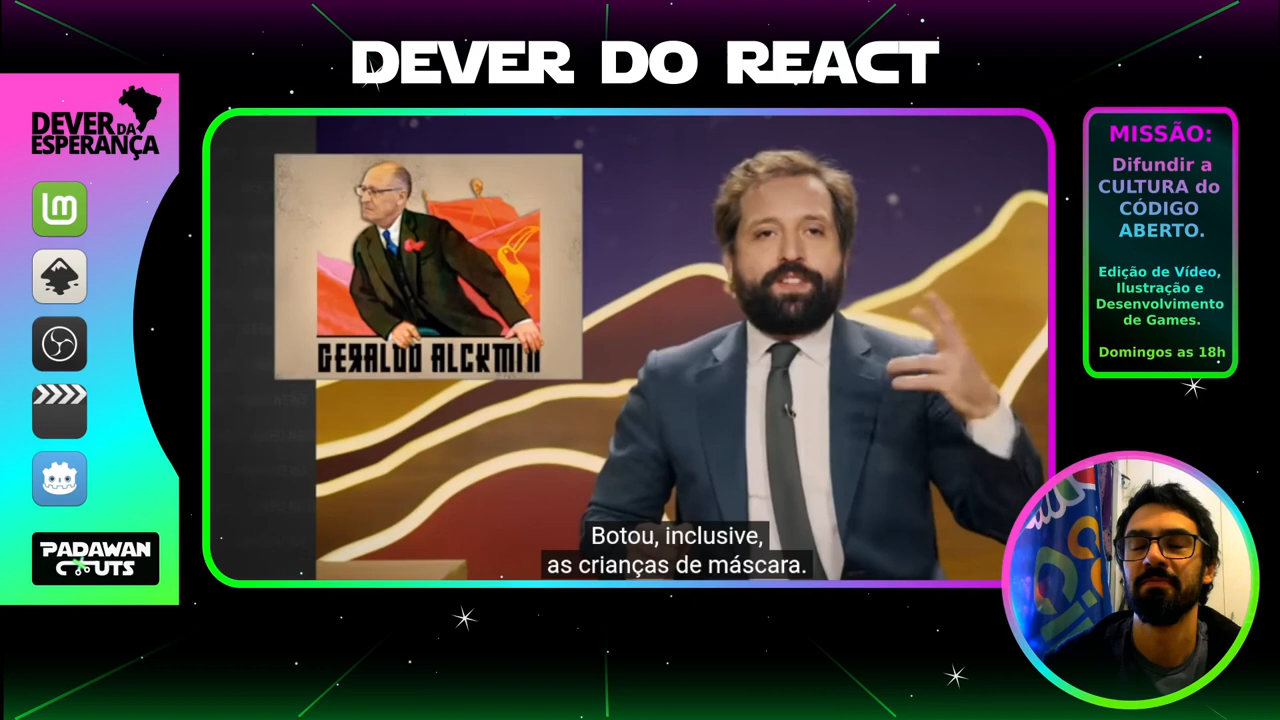 DEVER DO REACT
DEVER DA
ESPERANÇA
PADAWAN
CUTS
GERALDO ALCKMIN
Botou, inclusive,
as crianças de máscara.
MISSÃO:
Difundir a
CULTURA do
CÓDIGO
ABERTO.
Edição de Vídeo,
Ilustração e
Desenvolvimento
de Games.
Domingos as 18h